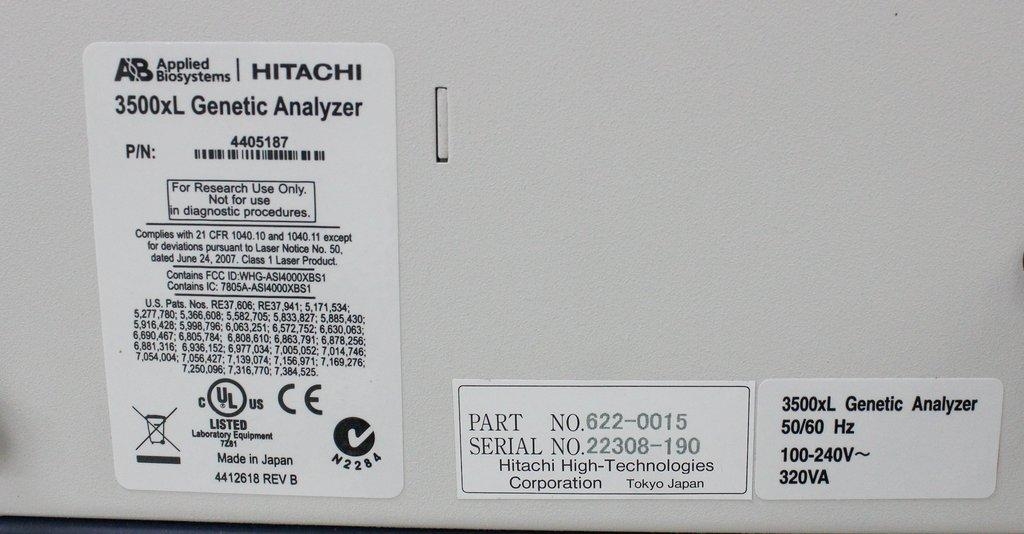 AB Applied Biosystems | HITACHI
3500xL Genetic Analyzer
P/N: 4405187
For Research Use Only.
Not for use
in diagnostic procedures.
Complies with 21 CFR 1040.10 and 1040.11 except
for deviations pursuant to Laser Notice No. 50,
dated June 24, 2007. Class 1 Laser Product.
Contains FCC ID:WHG-ASI4000XBS1
Contains IC: 7805A-ASI4000XBS1
U.S. Pats. Nos. RE37,606; RE37,941; 5,171,534;
5,277,780; 5,366,608; 5,582,705; 5,833,827; 5,885,430;
5,916,428; 5,998,796; 6,063,251; 6,572,752; 6,630,063;
6,690,467; 6,805,784; 6,808,610; 6,863,791; 6,878,256;
6,881,316; 6,936,152; 6,977,034; 7,005,052; 7,014,746;
7,054,004; 7,056,427; 7,139,074; 7,156,971; 7,169,276;
7,250,096; 7,316,770; 7,384,525.
C UL US CE
LISTED
Laboratory Equipment
7Z81
N2284
Made in Japan
4412618 REV B
PART NO.622-0015
SERIAL NO.22308-190
Hitachi High-Technologies
Corporation Tokyo Japan
3500xL Genetic Analyzer
50/60 Hz
100-240V~
320VA